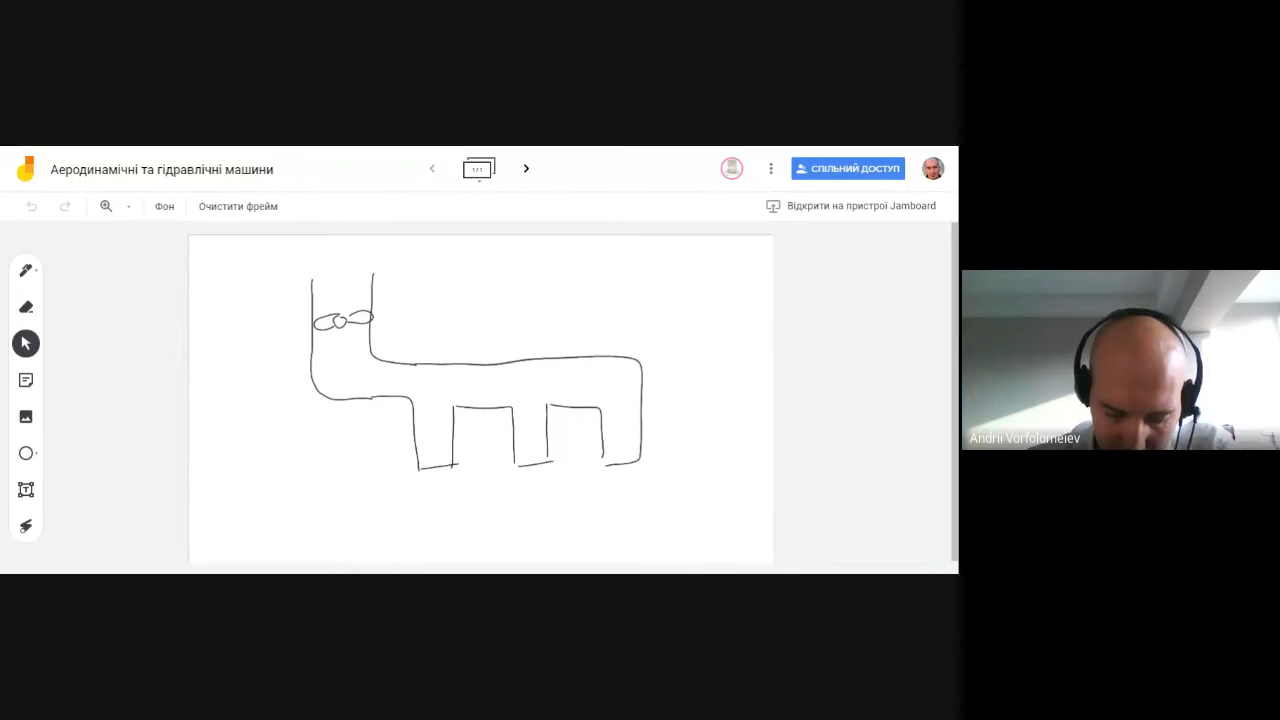 Аеродинамічні та гідравлічні машини
1/1
СПІЛЬНИЙ ДОСТУП
Фон
Очистити фрейм
Відкрити на пристрої Jamboard
Andrii Vorfolomeiev